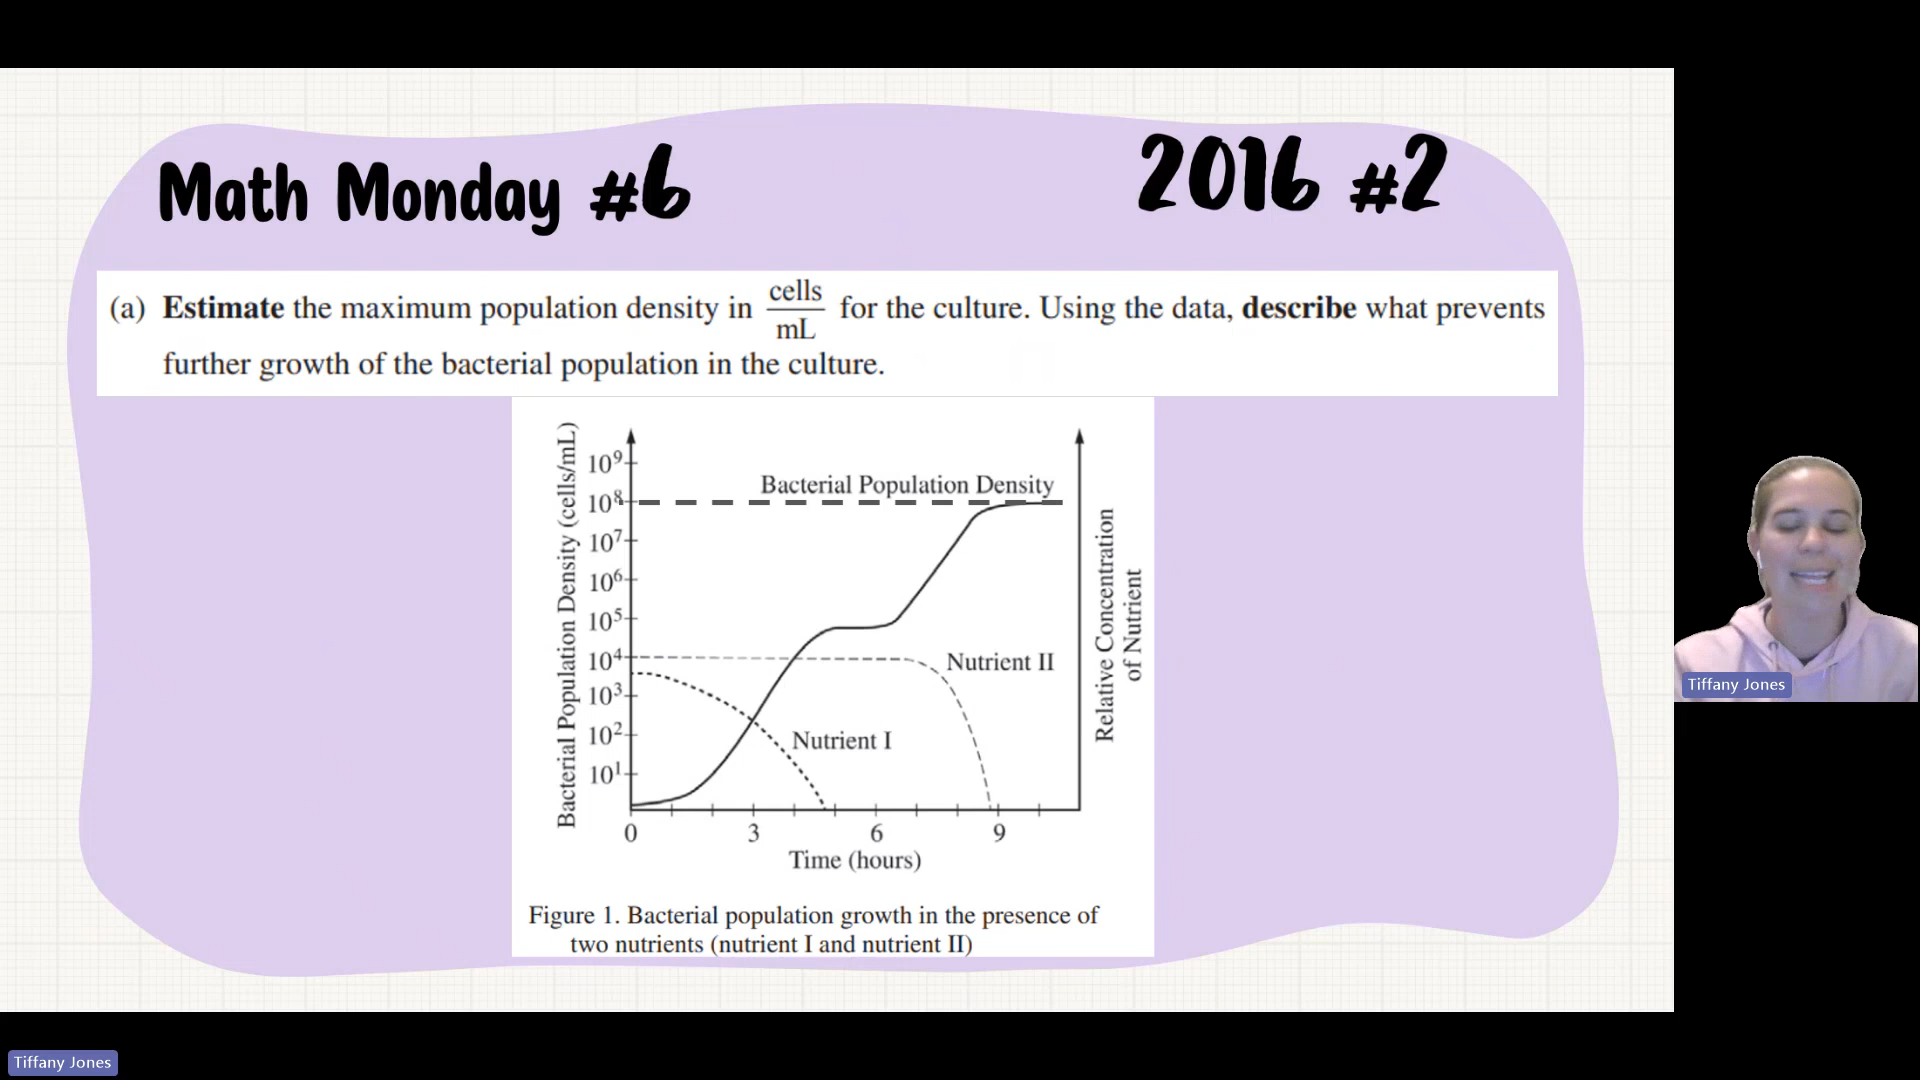 Math Monday #6
2016 #2
(a) Estimate the maximum population density in cells/mL for the culture. Using the data, describe what prevents
further growth of the bacterial population in the culture.
Bacterial Population Density (cells/mL)
10⁹
10⁸
10⁷
10⁶
10⁵
10⁴
10³
10²
10¹
Bacterial Population Density
Nutrient II
Nutrient I
Relative Concentration
of Nutrient
0 3 6 9
Time (hours)
Figure 1. Bacterial population growth in the presence of
two nutrients (nutrient I and nutrient II)
Tiffany Jones
Tiffany Jones